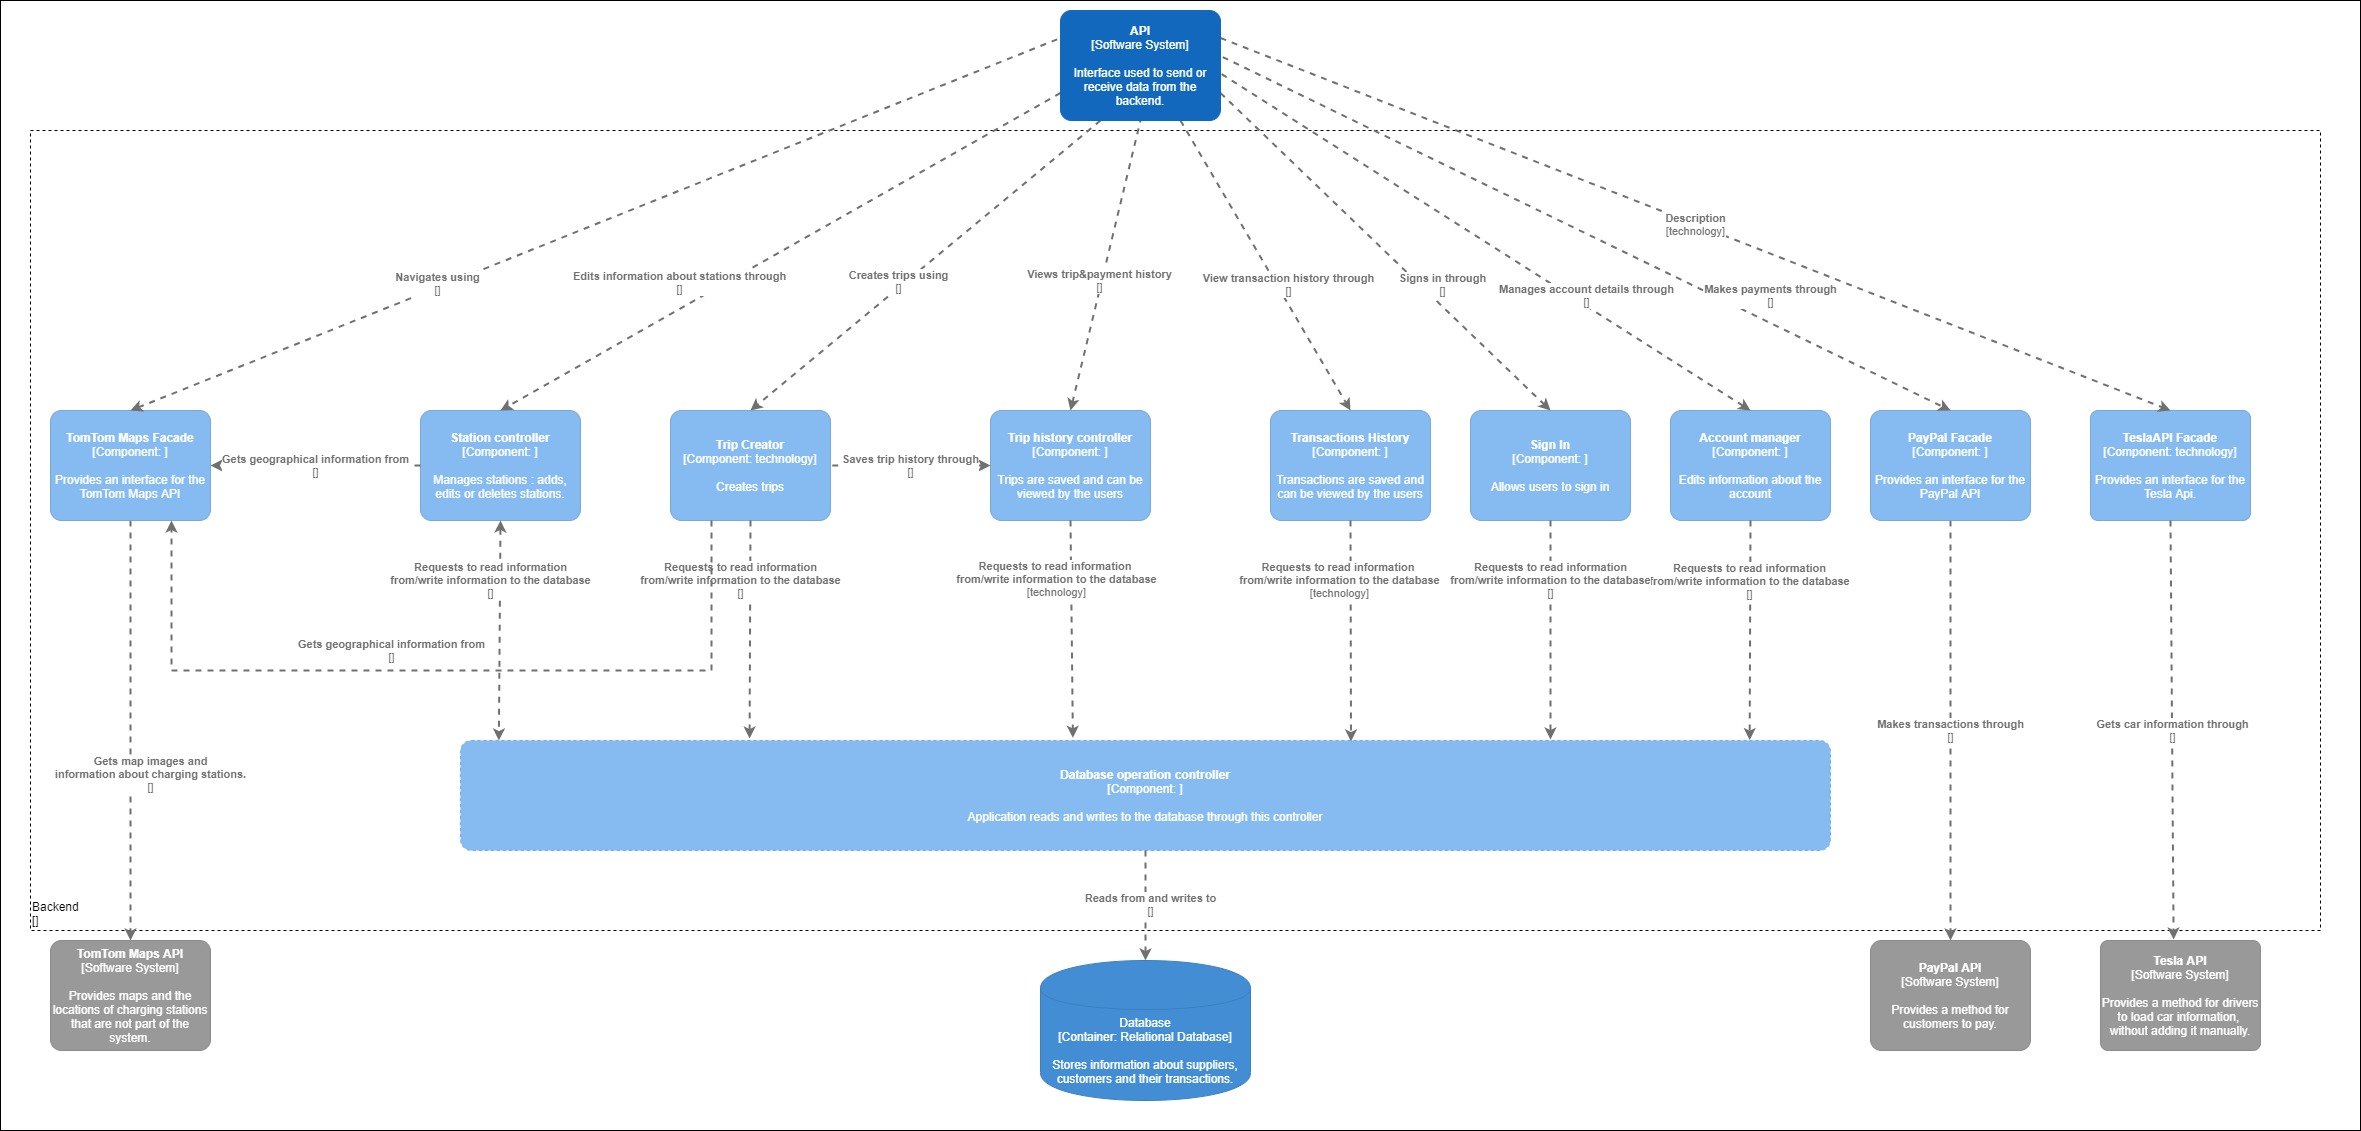 API
[Software System]
Interface used to send or
receive data from the
backend.
Description
[technology]
Navigates using
[]
Edits information about stations through
[]
Creates trips using
[]
Views trip&payment history
[]
View transaction history through
[]
Signs in through
[]
Manages account details through
[]
Makes payments through
[]
TomTom Maps Facade
[Component: ]
Provides an interface for the
TomTom Maps API
Gets geographical information from
[]
Station controller
[Component: ]
Manages stations : adds,
edits or deletes stations.
Trip Creator
[Component: technology]
Creates trips
Saves trip history through
[]
Trip history controller
[Component: ]
Trips are saved and can be
viewed by the users
Transactions History
[Component: ]
Transactions are saved and
can be viewed by the users
Sign In
[Component: ]
Allows users to sign in
Account manager
[Component: ]
Edits information about the
account
PayPal Facade
[Component: ]
Provides an interface for the
PayPal API
TeslaAPI Facade
[Component: technology]
Provides an interface for the
Tesla Api.
Requests to read information
from/write information to the database
[]
Requests to read information
from/write information to the database
[]
Requests to read information
from/write information to the database
[technology]
Requests to read information
from/write information to the database
[technology]
Requests to read information
from/write information to the database
[]
Requests to read information
from/write information to the database
[]
Gets geographical information from
[]
Gets map images and
information about charging stations.
[]
Makes transactions through
[]
Gets car information through
[]
Database operation controller
[Component: ]
Application reads and writes to the database through this controller
Reads from and writes to
[]
Backend
[]
TomTom Maps API
[Software System]
Provides maps and the
locations of charging stations
that are not part of the
system.
Database
[Container: Relational Database]
Stores information about suppliers,
customers and their transactions.
PayPal API
[Software System]
Provides a method for
customers to pay.
Tesla API
[Software System]
Provides a method for drivers
to load car information,
without adding it manually.